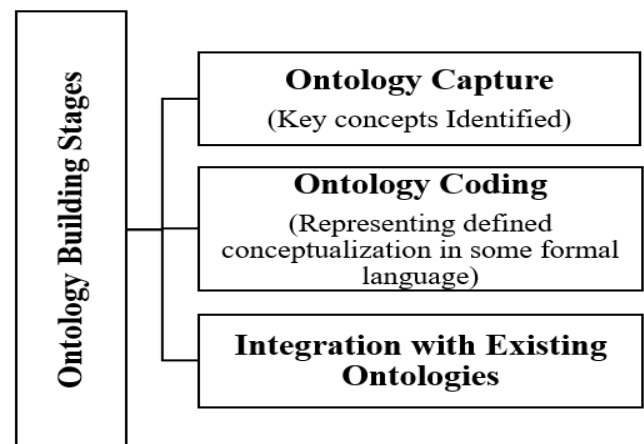 Ontology Building Stages
Ontology Capture
(Key concepts Identified)
Ontology Coding
(Representing defined
conceptualization in some formal
language)
Integration with Existing
Ontologies